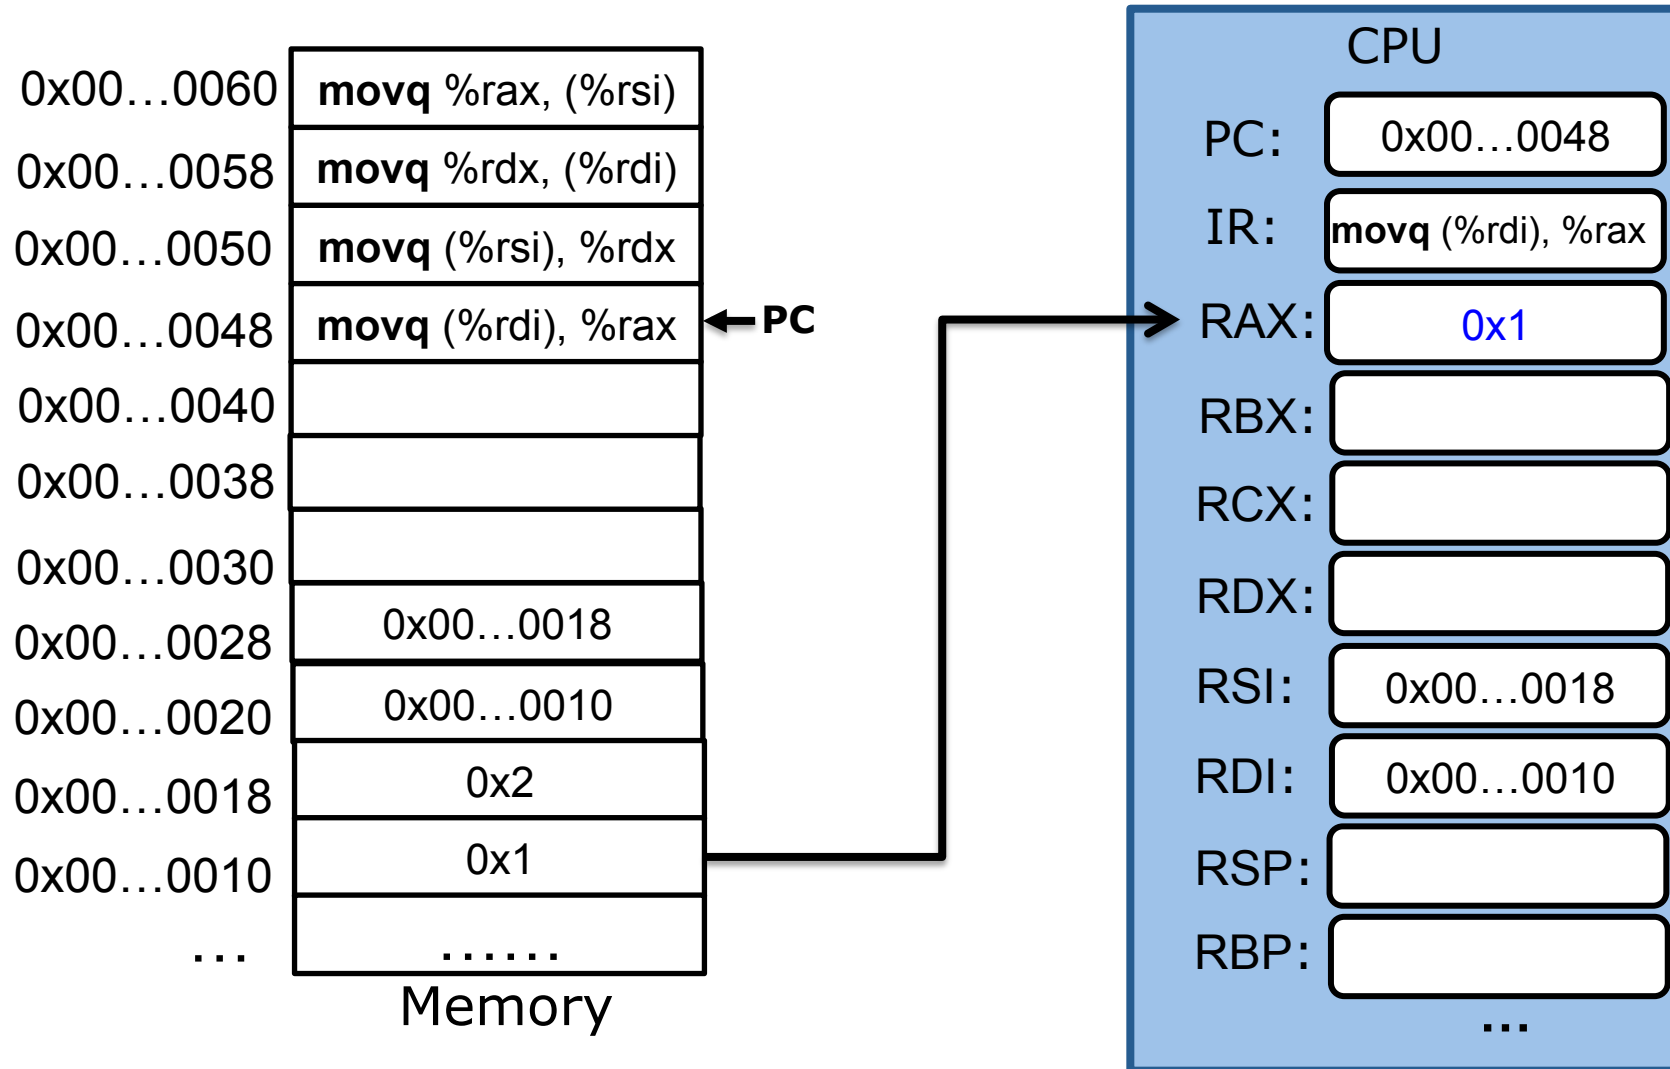 0x00...0060 movq %rax, (%rsi)
0x00...0058 movq %rdx, (%rdi)
0x00...0050 movq (%rsi), %rdx
0x00...0048 movq (%rdi), %rax PC
0x00...0040
0x00...0038
0x00...0030
0x00...0028 0x00...0018
0x00...0020 0x00...0010
0x00...0018 0x2
0x00...0010 0x1
... ......
Memory
CPU
PC: 0x00...0048
IR: movq (%rdi), %rax
RAX: 0x1
RBX:
RCX:
RDX:
RSI: 0x00...0018
RDI: 0x00...0010
RSP:
RBP:
...